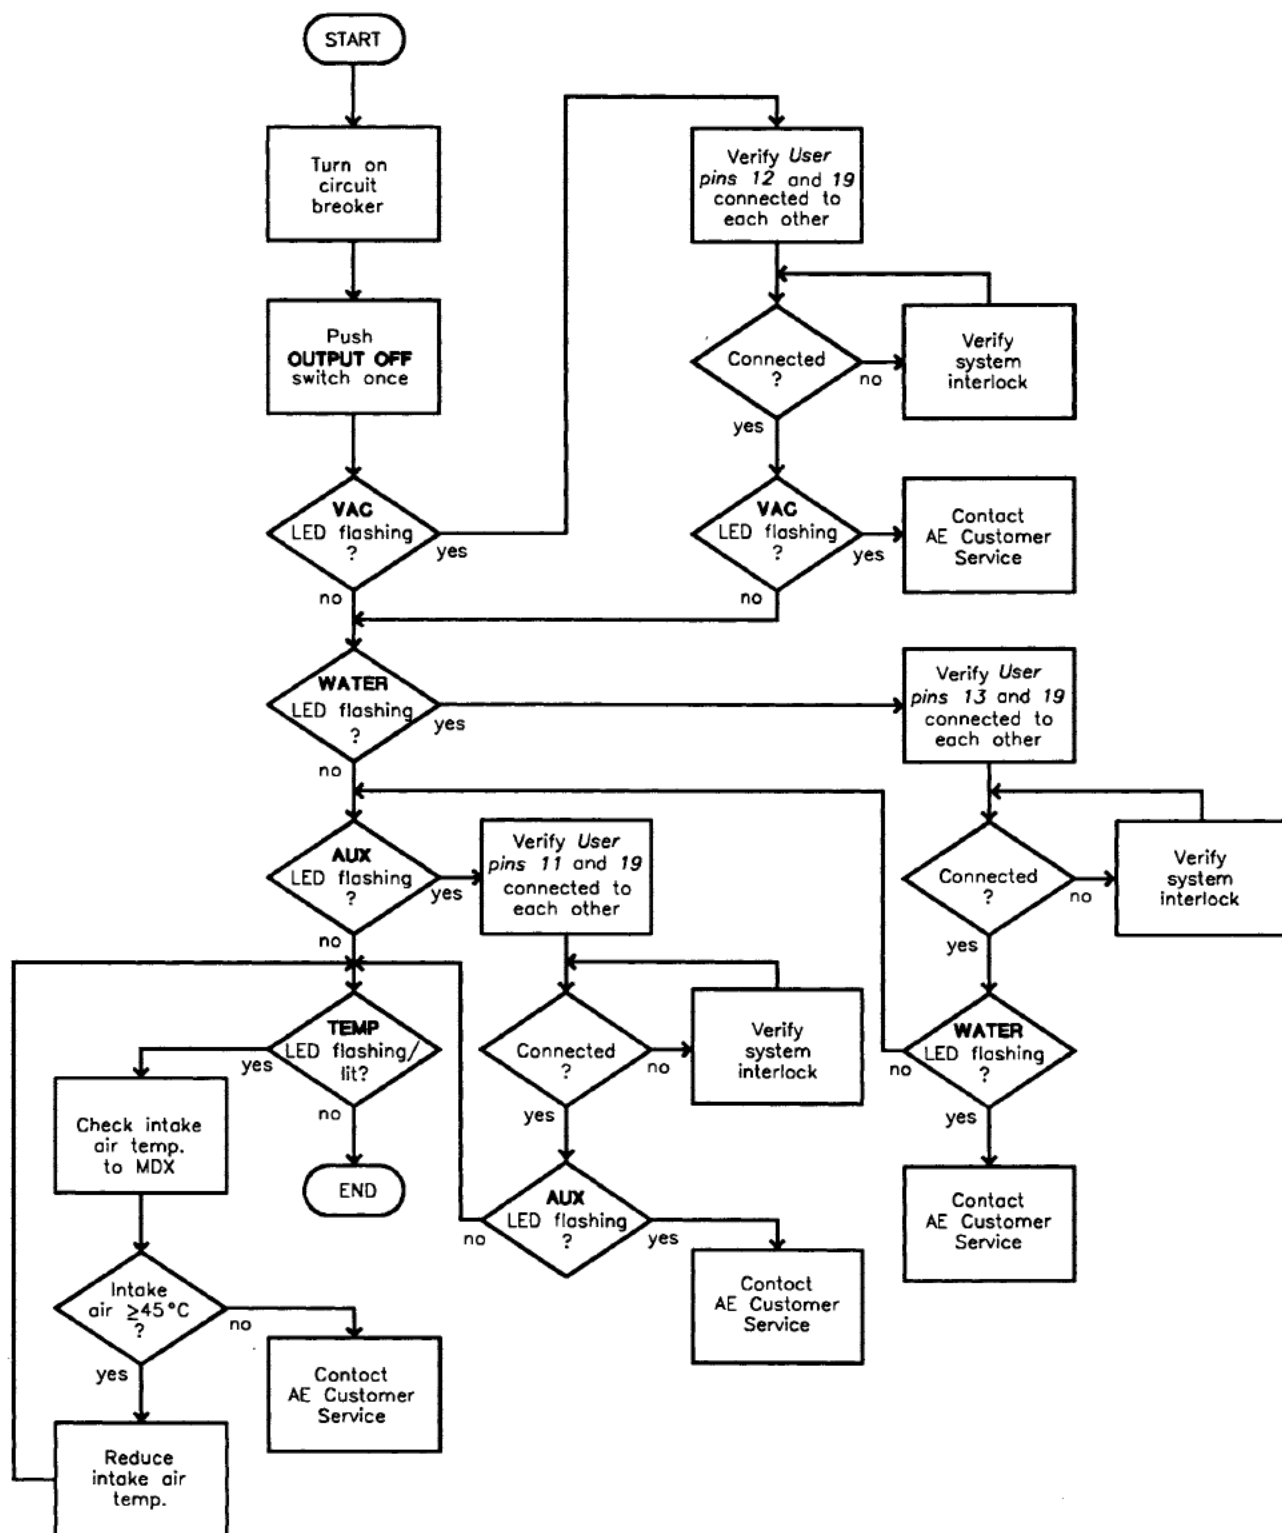 START
Turn on
circuit
breoker
Push
OUTPUT OFF
switch once
VAC
LED flashing
?
yes
no
Verify User
pins 12 and 19
connected to
each other
Connected
?
no
yes
Verify
system
interlock
VAC
LED flashing
?
yes
no
Contact
AE Customer
Service
WATER
LED flashing
?
yes
no
Verify User
pins 13 and 19
connected to
each other
Connected
?
no
yes
Verify
system
interlock
WATER
LED flashing
?
no
yes
Contact
AE Customer
Service
AUX
LED flashing
?
yes
no
Verify User
pins 11 and 19
connected to
each other
Connected
?
no
yes
Verify
system
interlock
AUX
LED flashing
?
no
yes
Contoct
AE Customer
Service
TEMP
LED flashing/
lit?
yes
no
END
Check intake
air temp.
to MDX
Intake
air ≥45°C
?
no
yes
Contoct
AE Customer
Service
Reduce
intake air
temp.